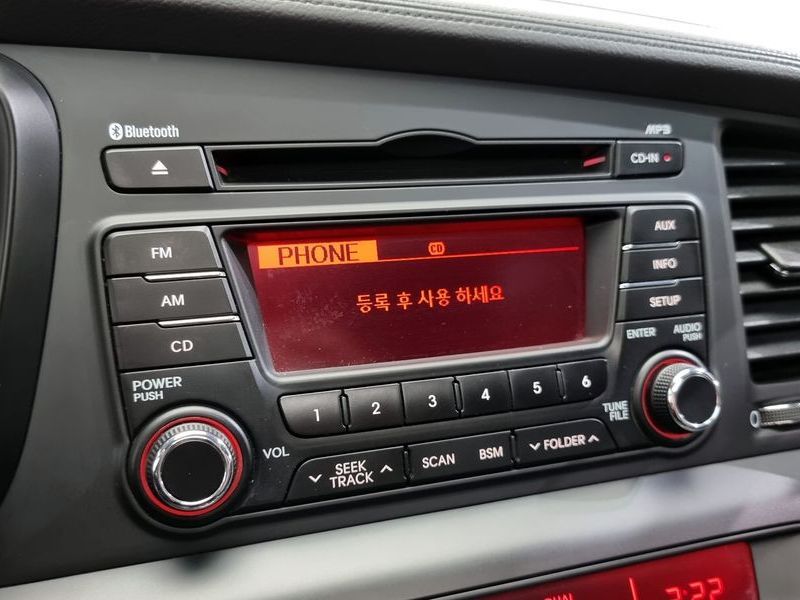 Bluetooth
MP3
CD-IN
FM
AM
CD
PHONE
CD
등록 후 사용 하세요
AUX
INFO
SETUP
ENTER
AUDIO
PUSH
POWER
PUSH
VOL
1 2 3 4 5 6
TUNE
FILE
SEEK
TRACK
SCAN BSM
FOLDER